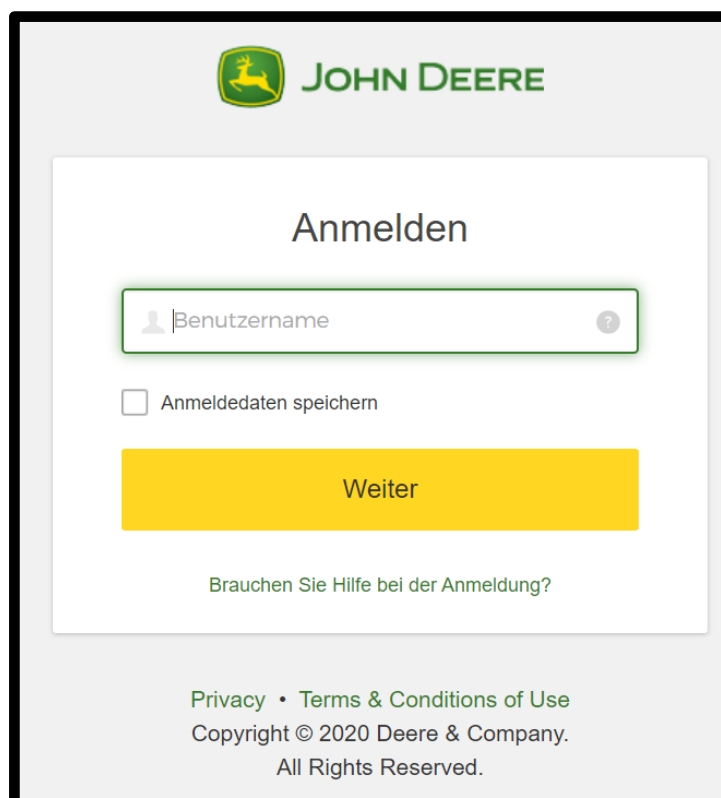 JOHN DEERE
Anmelden
Benutzername
?
Anmeldedaten speichern
Weiter
Brauchen Sie Hilfe bei der Anmeldung?
Privacy • Terms & Conditions of Use
Copyright © 2020 Deere & Company.
All Rights Reserved.